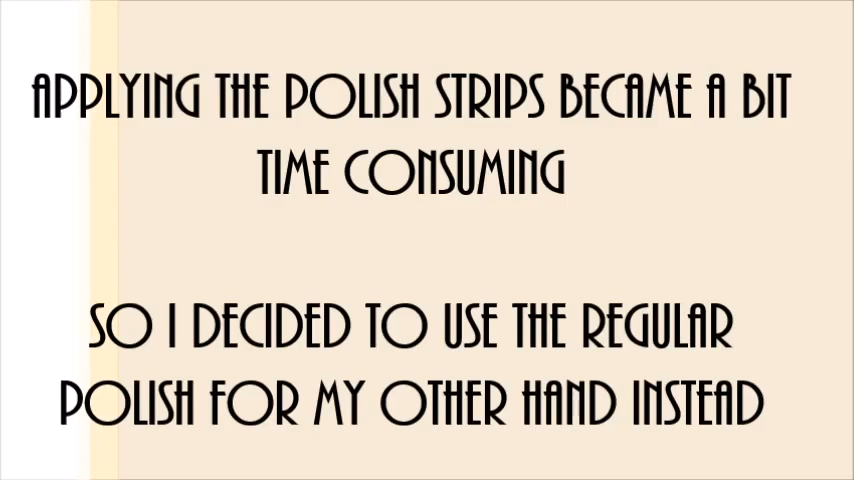 APPLYING THE POLISH STRIPS BECAME A BIT
TIME CONSUMING
SO I DECIDED TO USE THE REGULAR
POLISH FOR MY OTHER HAND INSTEAD